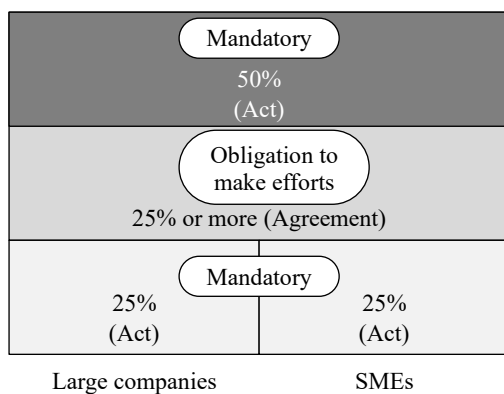 Mandatory
50%
(Act)
Obligation to
make efforts
25% or more (Agreement)
Mandatory
25%
(Act)
25%
(Act)
Large companies
SMEs